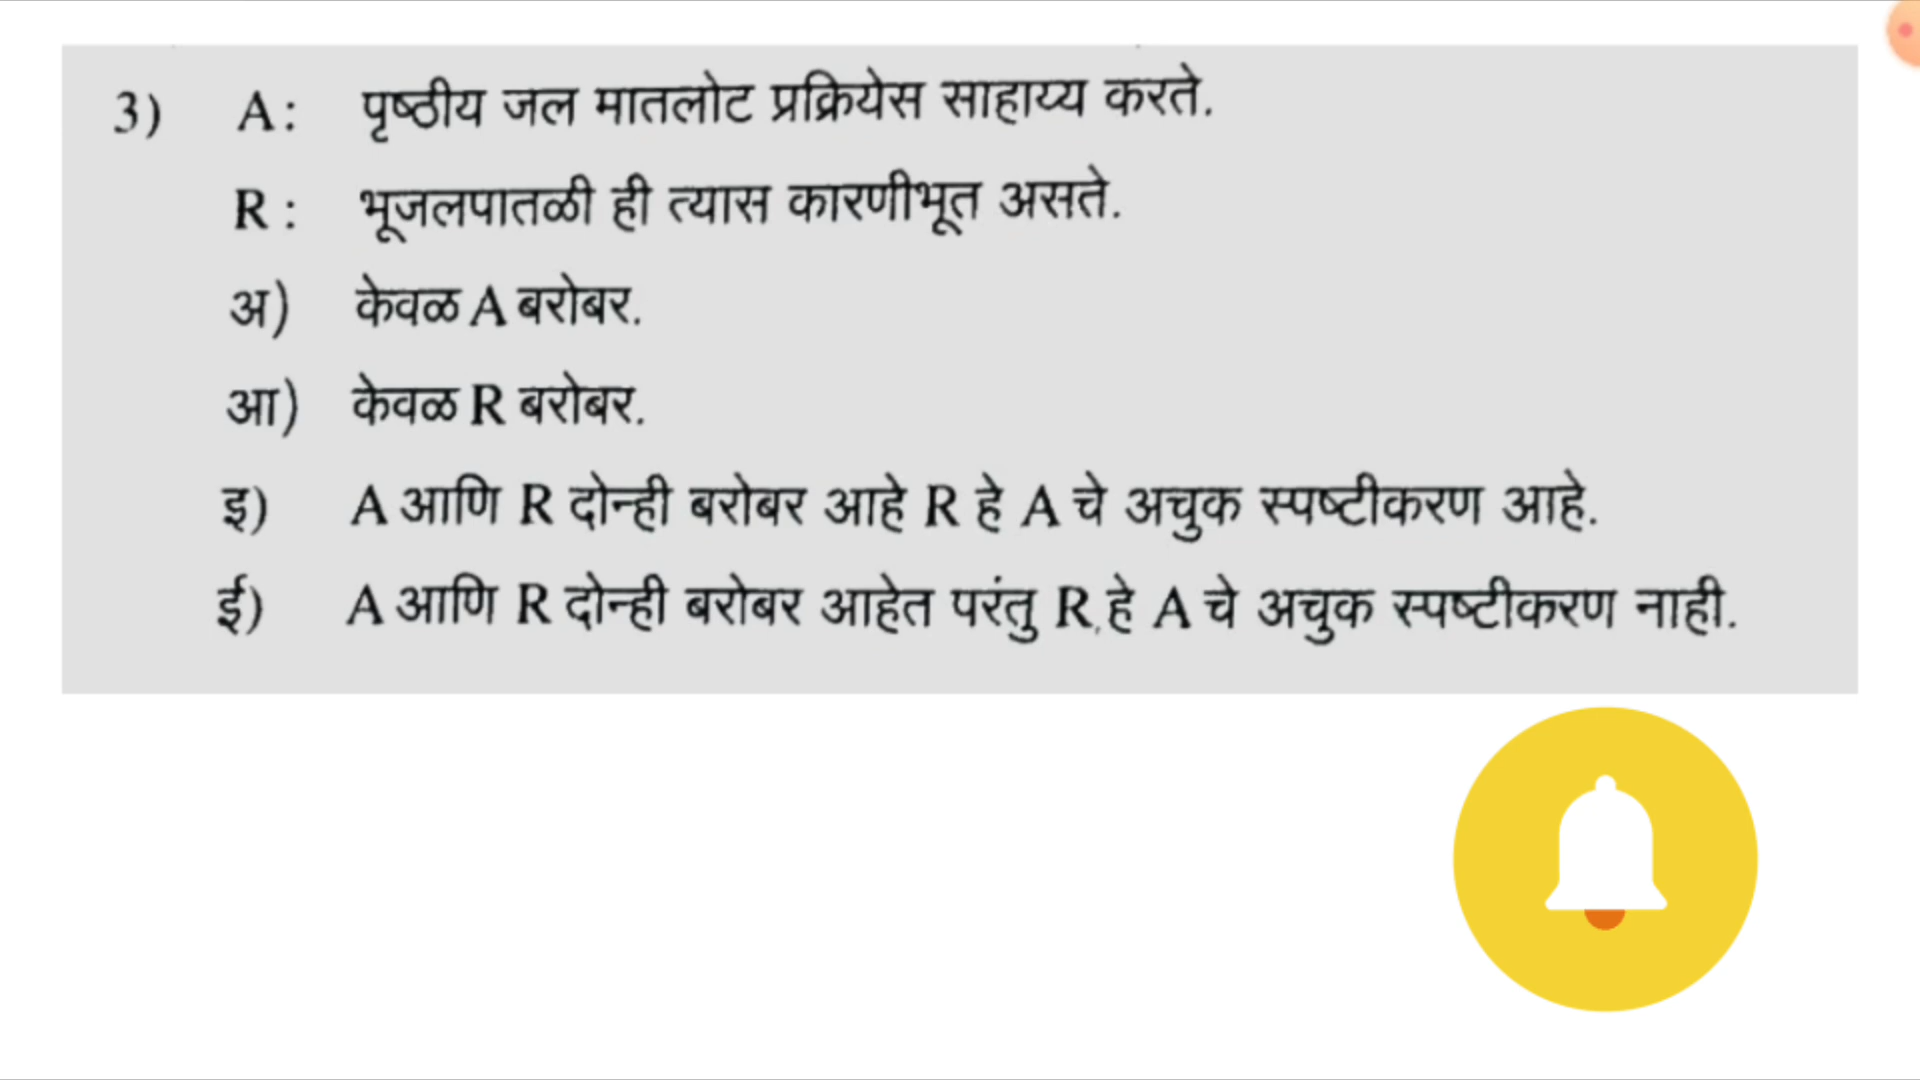 3) A : पृष्ठीय जल मातलोट प्रक्रियेस साहाय्य करते.
R : भूजलपातळी ही त्यास कारणीभूत असते.
अ) केवळ A बरोबर.
आ) केवळ R बरोबर.
इ) A आणि R दोन्ही बरोबर आहे R हे A चे अचुक स्पष्टीकरण आहे.
ई) A आणि R दोन्ही बरोबर आहेत परंतु R हे A चे अचुक स्पष्टीकरण नाही.